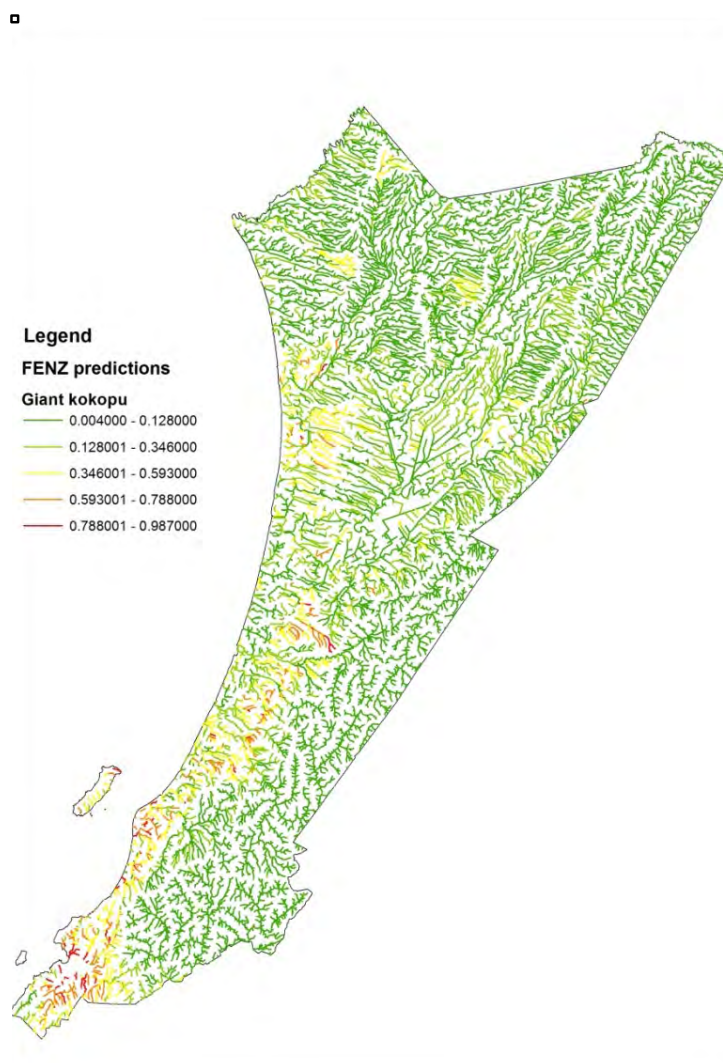 Legend
FENZ predictions
Giant kokopu
0.004000 - 0.128000
0.128001 - 0.346000
0.346001 - 0.593000
0.593001 - 0.788000
0.788001 - 0.987000